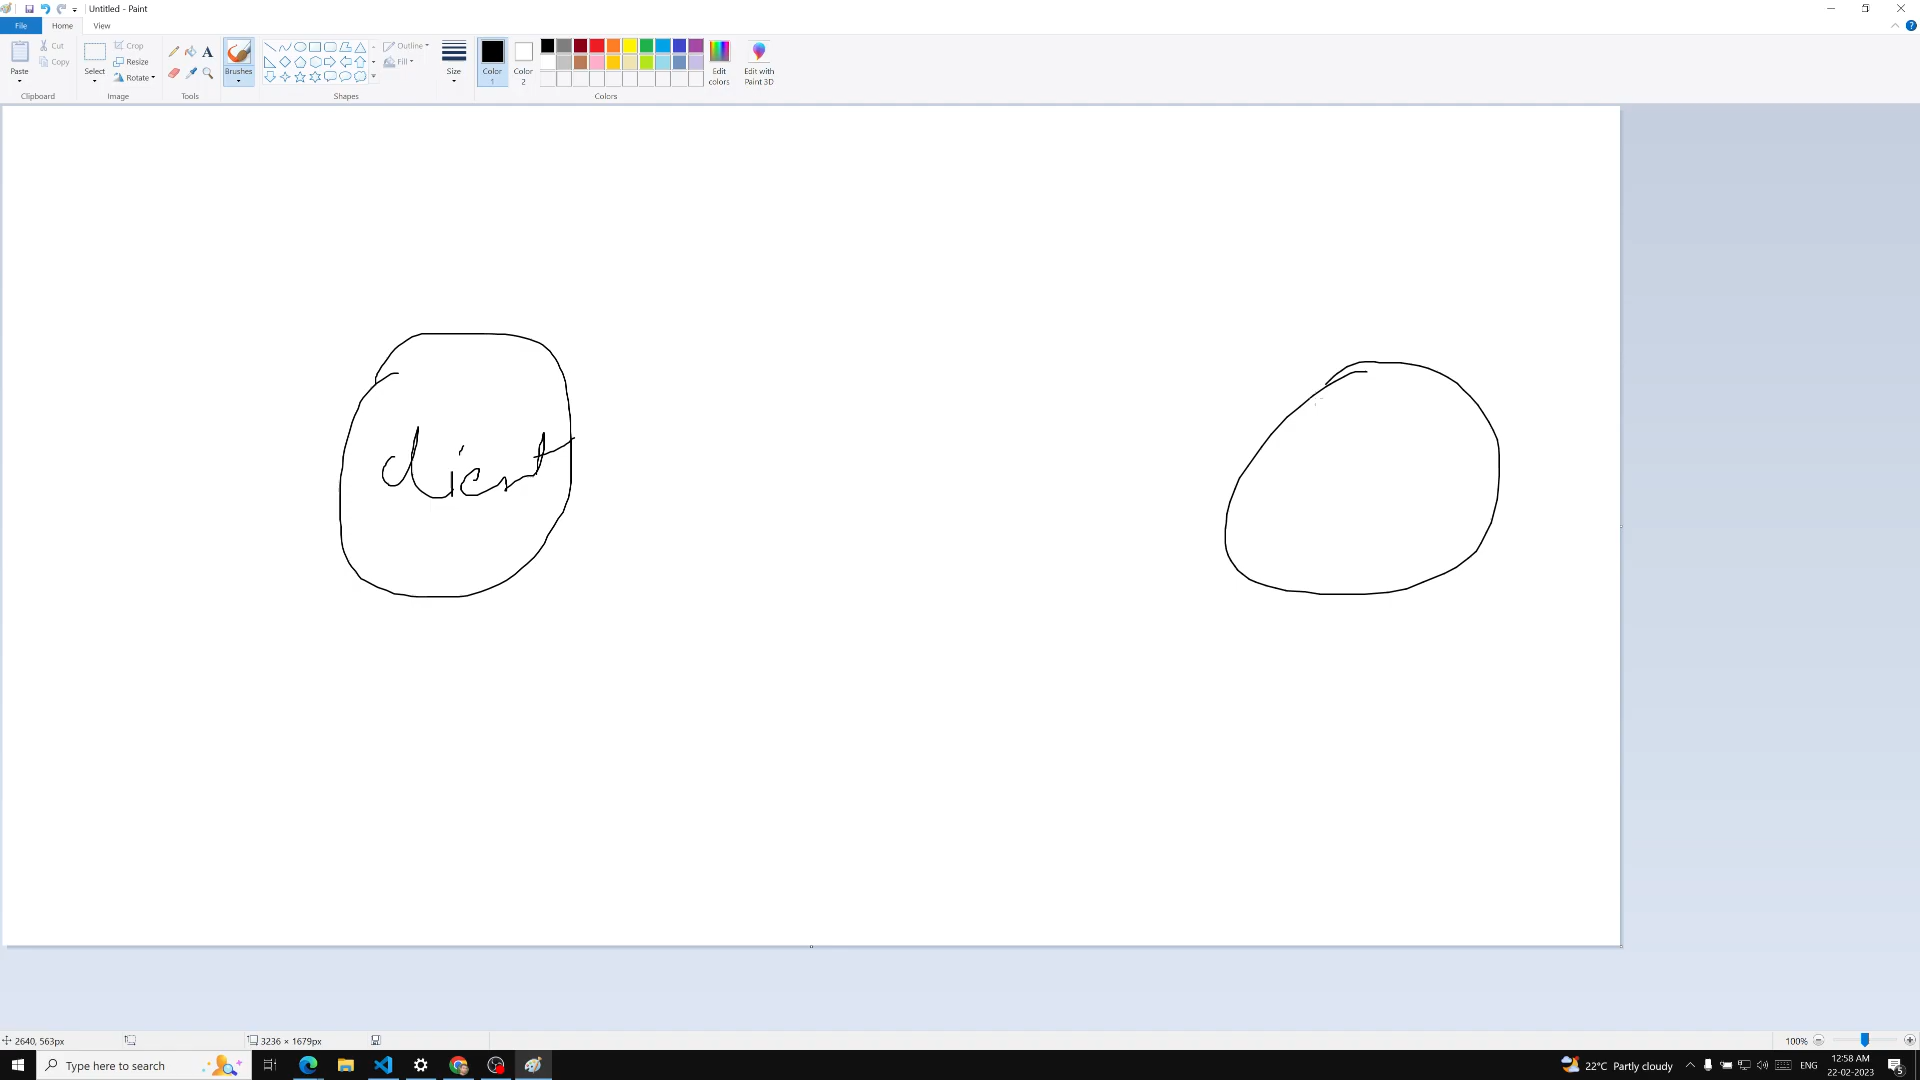 Untitled - Paint
File Home View
Paste
Cut
Copy
Clipboard
Select
Crop
Resize
Rotate
Image
A
Tools
Brushes
Outline
Fill
Shapes
Size
Color
1
Color
2
Edit
colors
Edit with
Paint 3D
Colors
client
2640, 563px
3236 × 1679px
100%
Type here to search
22°C Partly cloudy
ENG
12:58 AM
22-02-2023
5